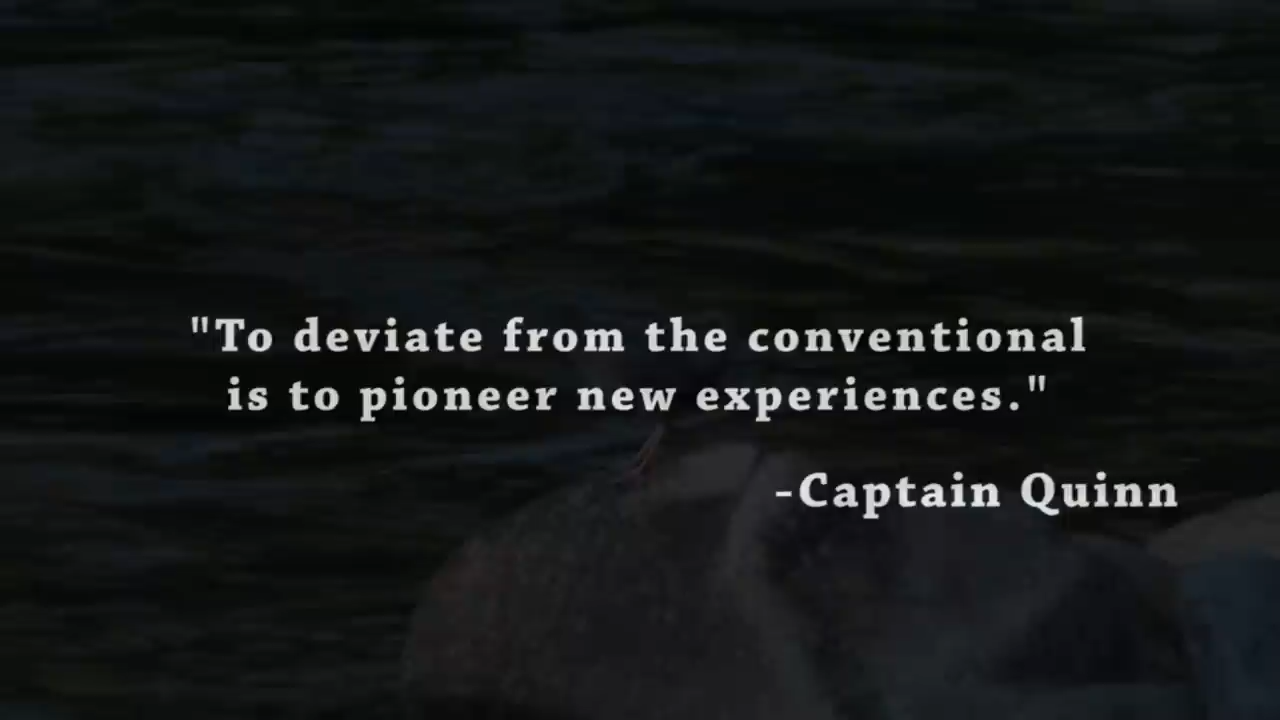 "To deviate from the conventional
is to pioneer new experiences."
-Captain Quinn